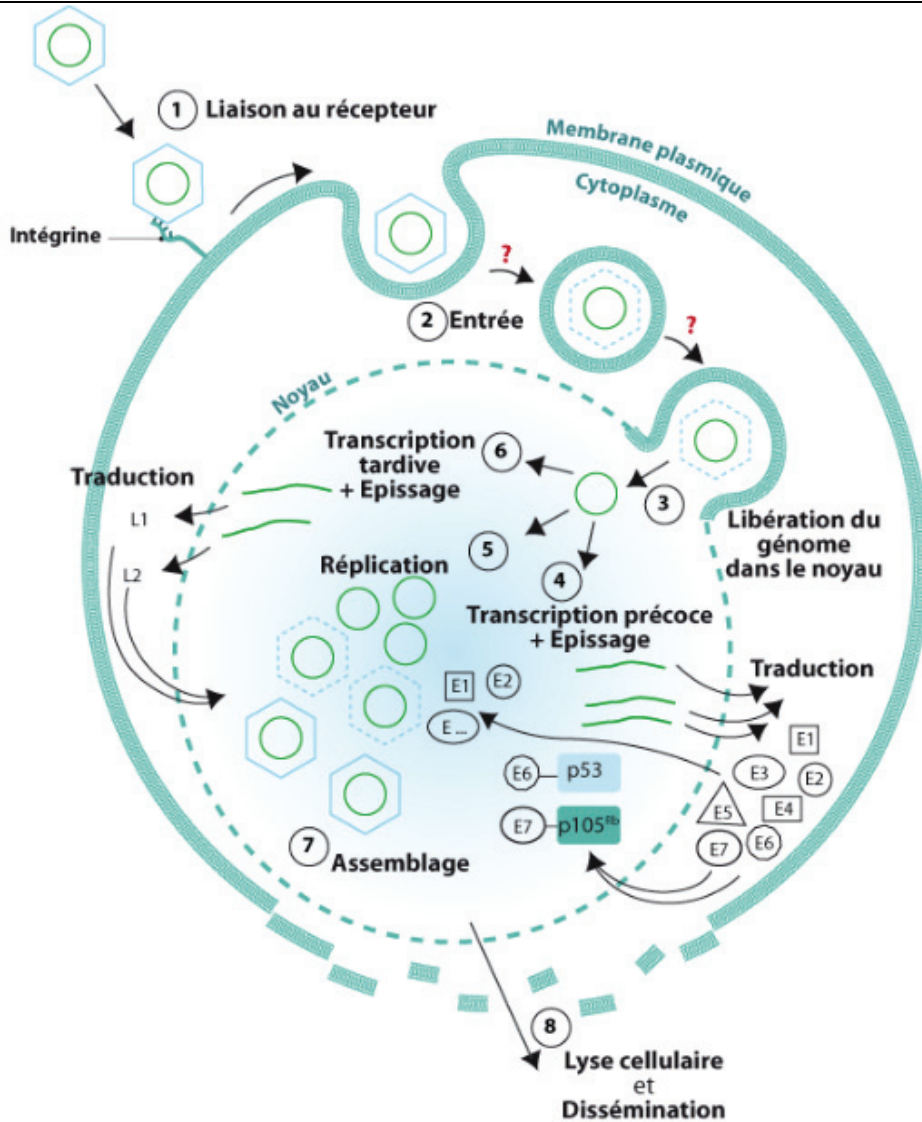 1 Liaison au récepteur
Membrane plasmique
Cytoplasme
Intégrine
?
2 Entrée
?
Noyau
Transcription
tardive
+ Epissage
6
3
Traduction
L1
L2
5
4
Libération du
génome
dans le noyau
Réplication
Transcription précoce
+ Epissage
Traduction
E1
E2
E ...
E1
E3
E2
E5
E4
E7
E6
E6
p53
E7
p105Rb
7
Assemblage
8
Lyse cellulaire
et
Dissémination